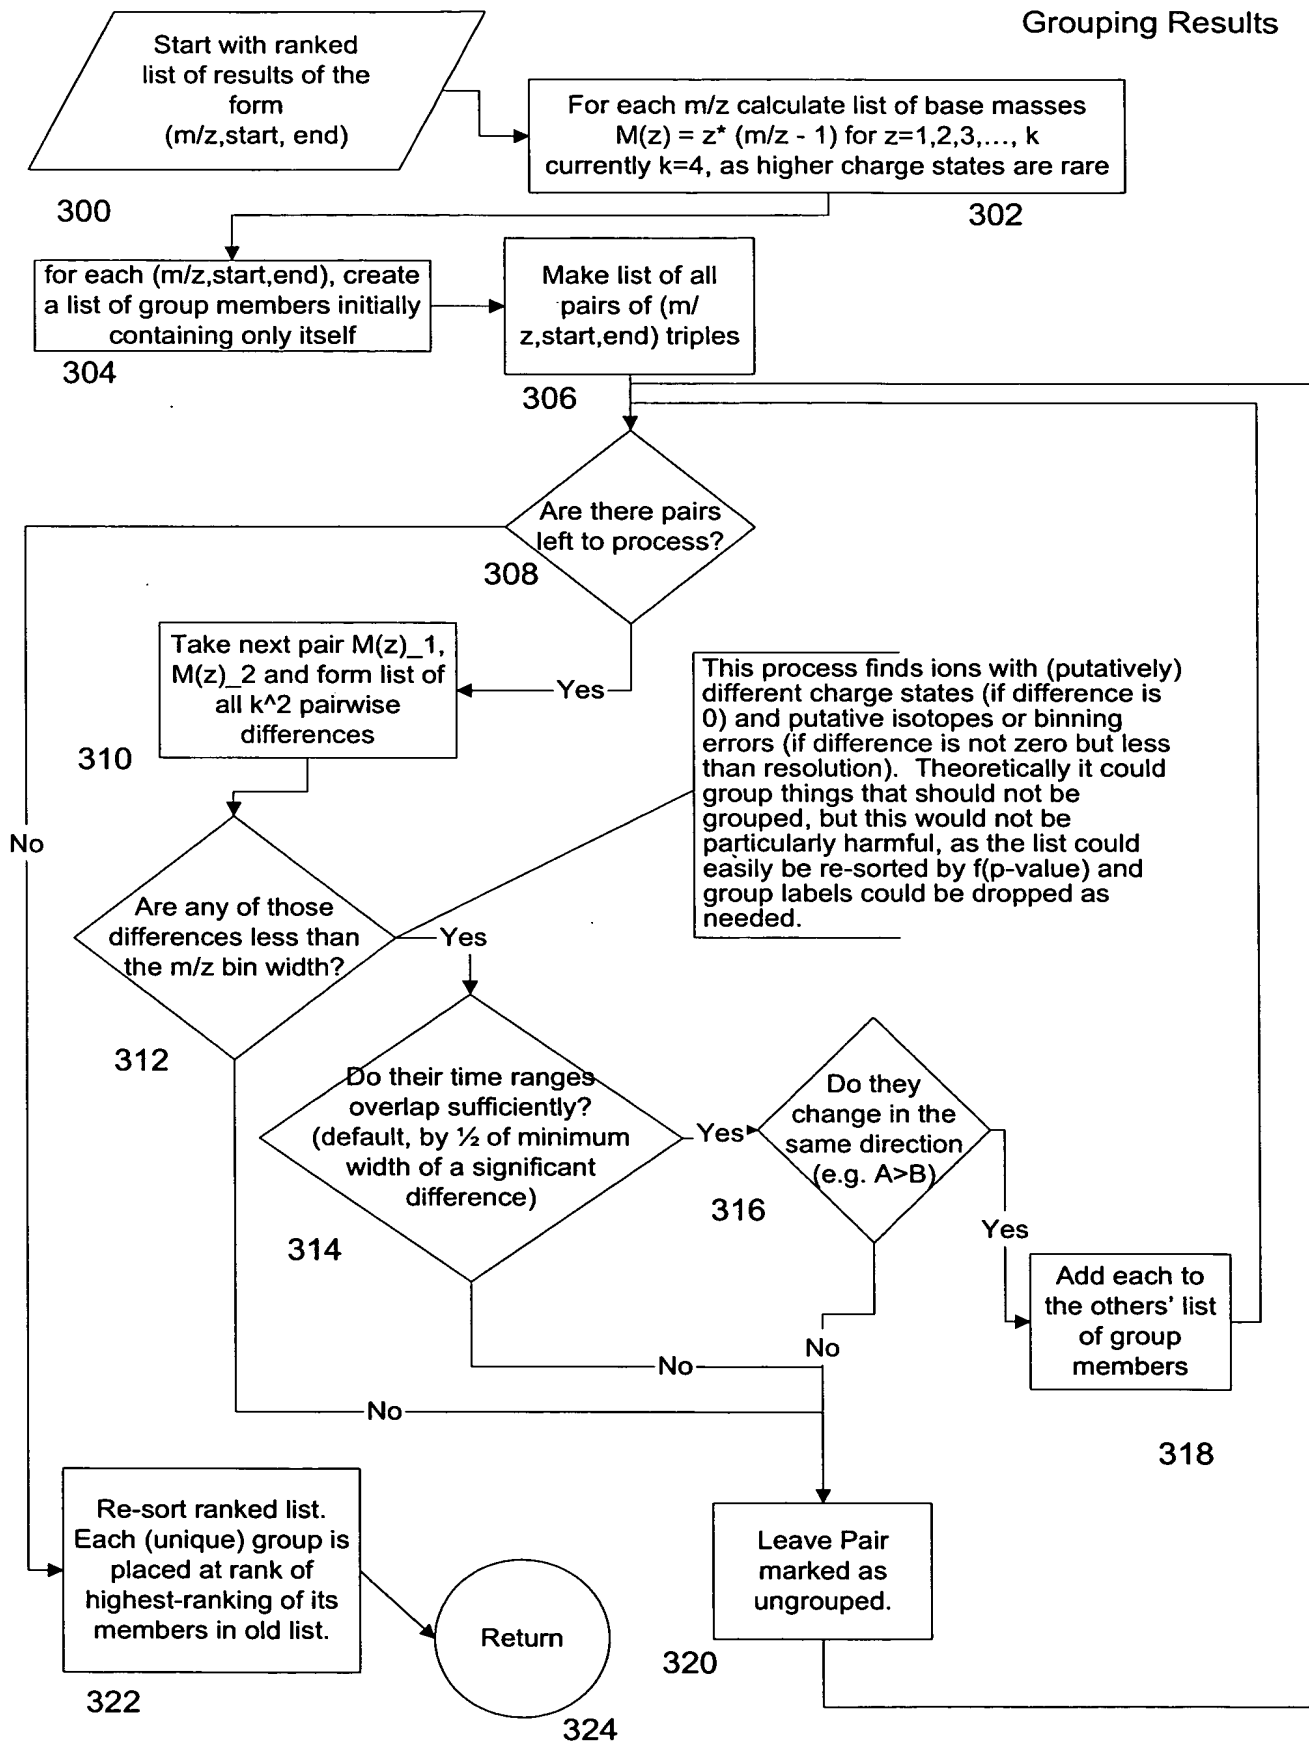 Grouping Results
Start with ranked
list of results of the
form
(m/z,start, end)
300
For each m/z calculate list of base masses
M(z) = z* (m/z - 1) for z=1,2,3,..., k
currently k=4, as higher charge states are rare
302
for each (m/z,start,end), create
a list of group members initially
containing only itself
304
Make list of all
pairs of (m/
z,start,end) triples
306
Are there pairs
left to process?
308
Yes
No
Take next pair M(z)_1,
M(z)_2 and form list of
all k^2 pairwise
differences
310
This process finds ions with (putatively)
different charge states (if difference is
0) and putative isotopes or binning
errors (if difference is not zero but less
than resolution). Theoretically it could
group things that should not be
grouped, but this would not be
particularly harmful, as the list could
easily be re-sorted by f(p-value) and
group labels could be dropped as
needed.
Are any of those
differences less than
the m/z bin width?
312
Yes
No
Do their time ranges
overlap sufficiently?
(default, by ½ of minimum
width of a significant
difference)
314
Yes
No
Do they
change in the
same direction
(e.g. A>B)
316
Yes
No
Add each to
the others' list
of group
members
318
Leave Pair
marked as
ungrouped.
320
Re-sort ranked list.
Each (unique) group is
placed at rank of
highest-ranking of its
members in old list.
322
Return
324